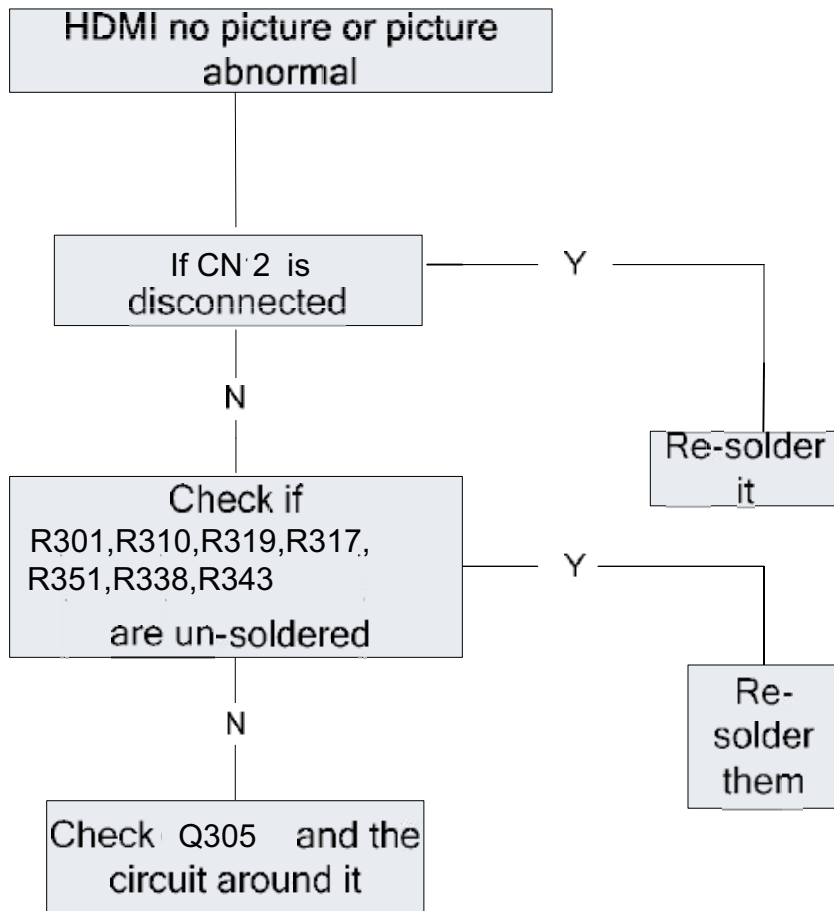 HDMI no picture or picture
abnormal
If CN 2 is
disconnected
Y
N
Re-solder
it
Check if
R301,R310,R319,R317,
R351,R338,R343
are un-soldered
Y
N
Re-
solder
them
Check Q305 and the
circuit around it